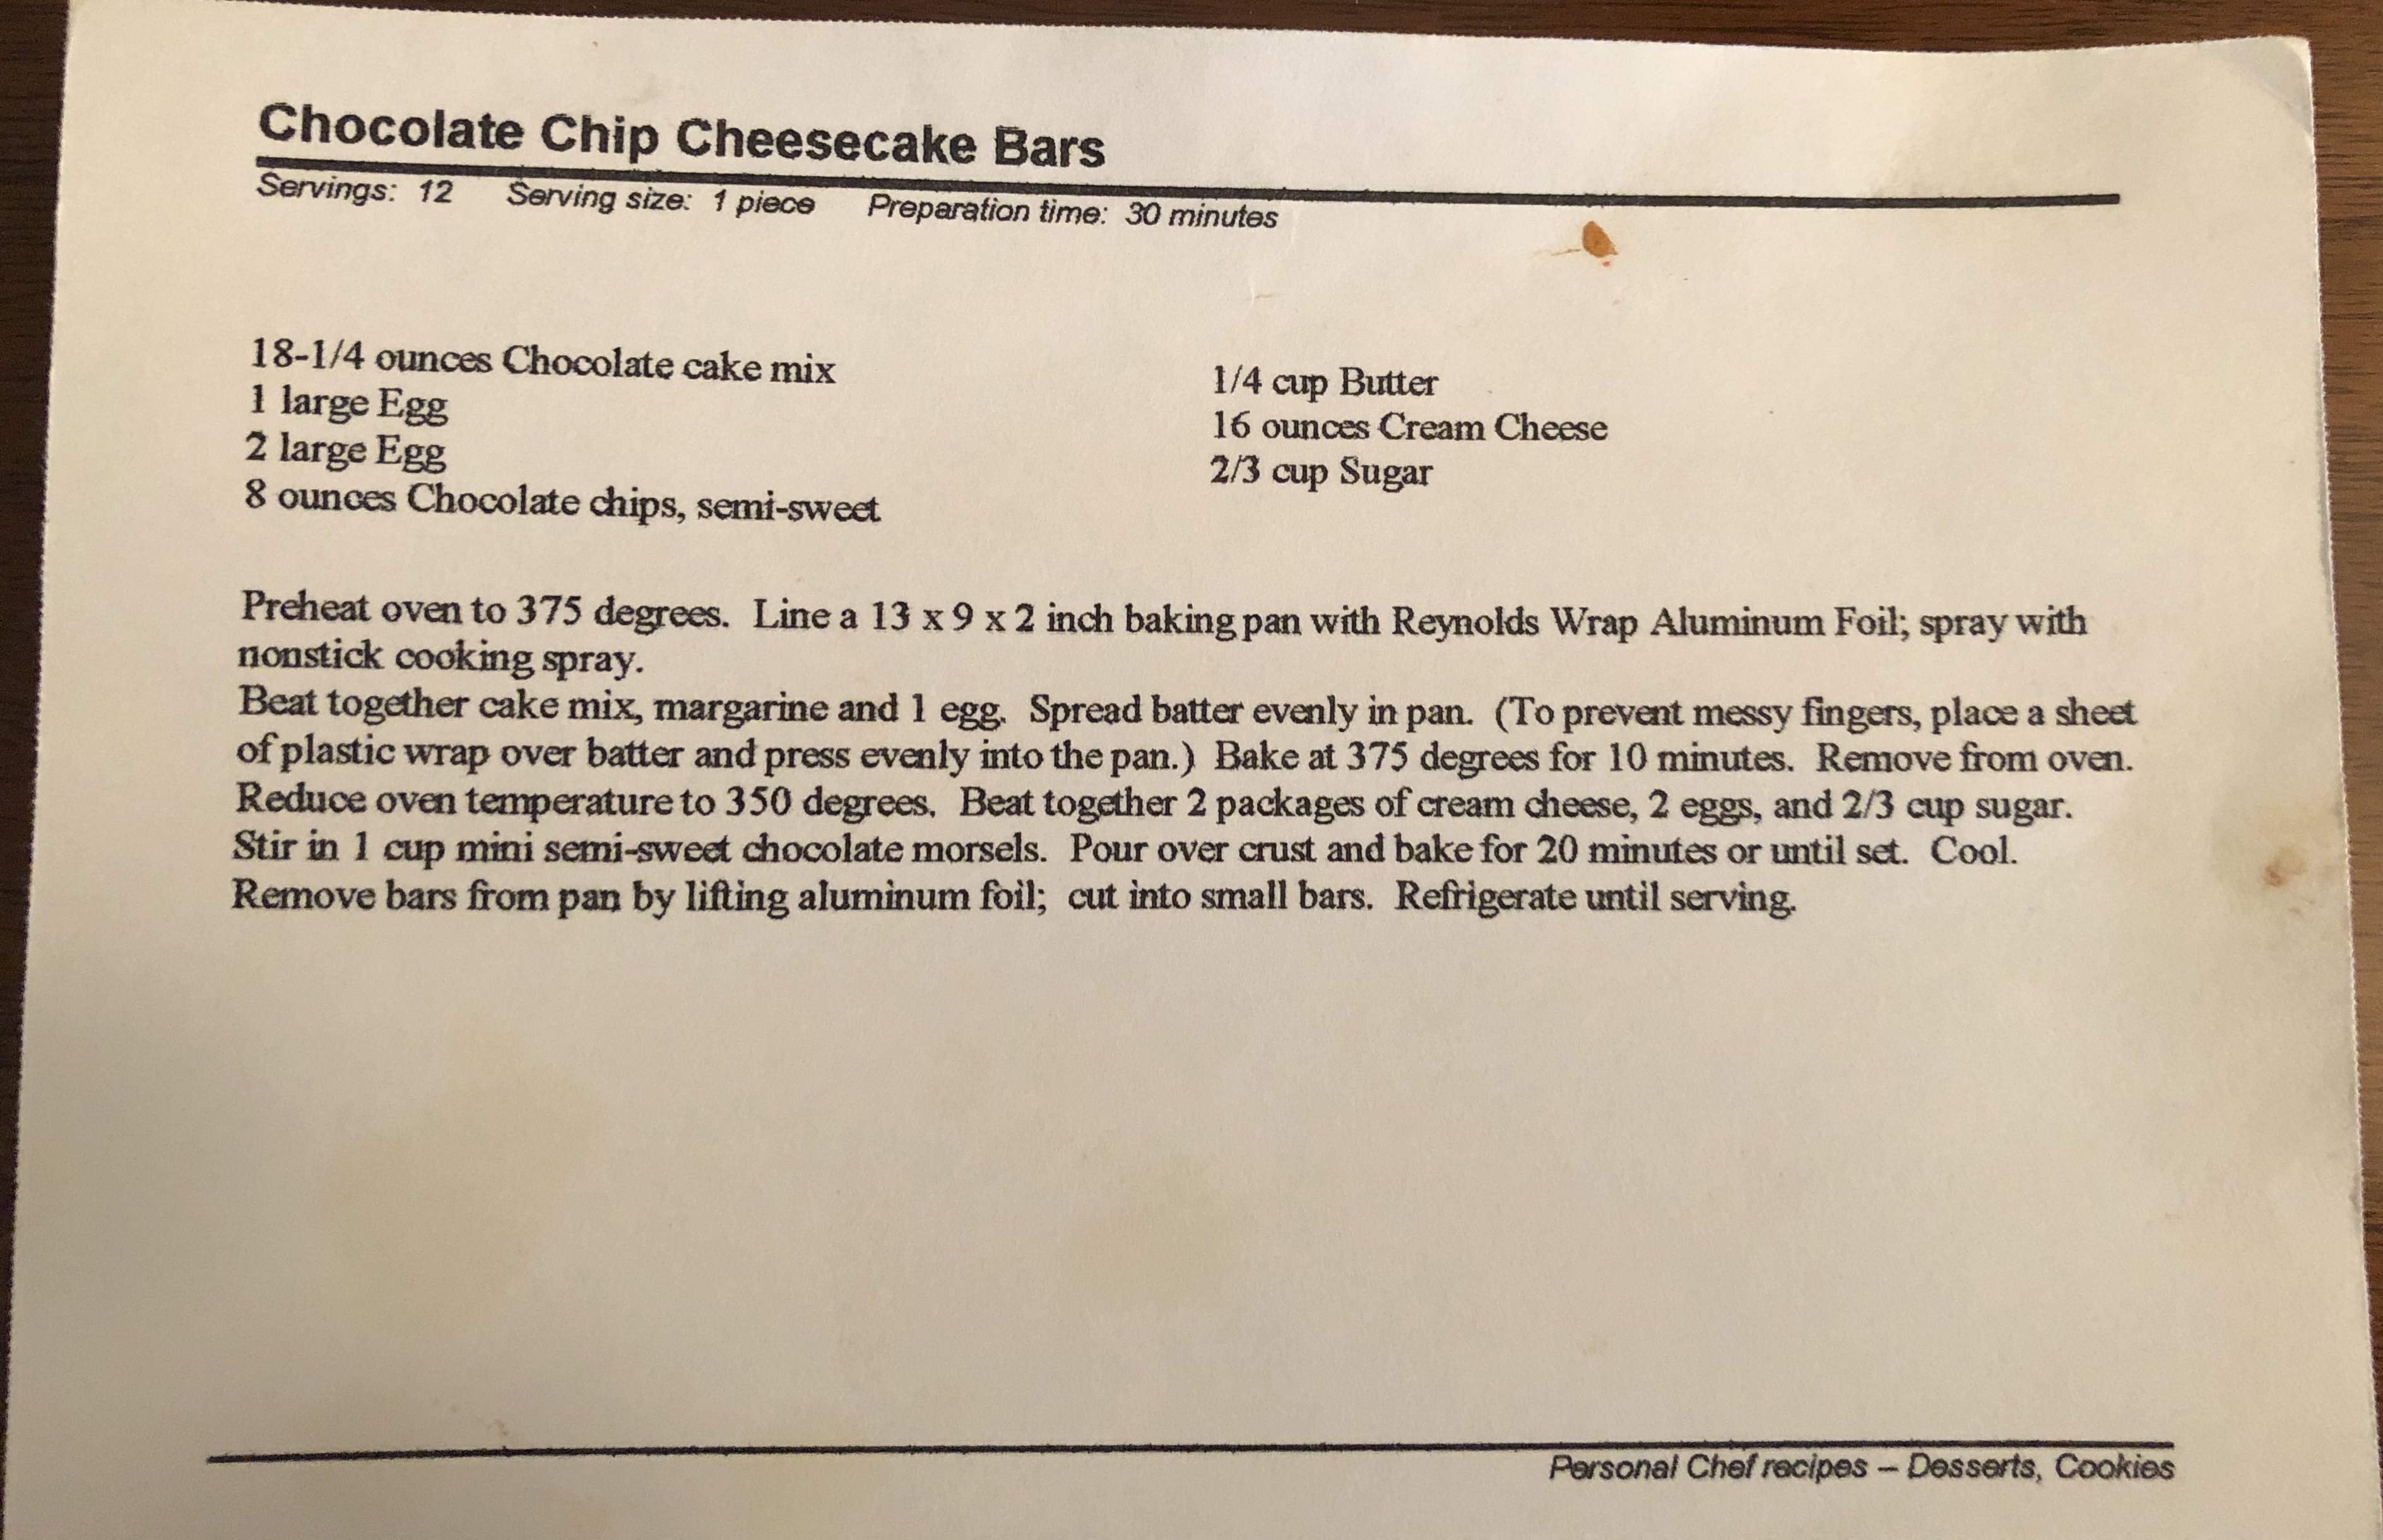 Chocolate Chip Cheesecake Bars
Servings: 12 Serving size: 1 piece Preparation time: 30 minutes
18-1/4 ounces Chocolate cake mix
1 large Egg
2 large Egg
8 ounces Chocolate chips, semi-sweet
1/4 cup Butter
16 ounces Cream Cheese
2/3 cup Sugar
Preheat oven to 375 degrees. Line a 13 x 9 x 2 inch baking pan with Reynolds Wrap Aluminum Foil; spray with
nonstick cooking spray.
Beat together cake mix, margarine and 1 egg. Spread batter evenly in pan. (To prevent messy fingers, place a sheet
of plastic wrap over batter and press evenly into the pan.) Bake at 375 degrees for 10 minutes. Remove from oven.
Reduce oven temperature to 350 degrees. Beat together 2 packages of cream cheese, 2 eggs, and 2/3 cup sugar.
Stir in 1 cup mini semi-sweet chocolate morsels. Pour over crust and bake for 20 minutes or until set. Cool.
Remove bars from pan by lifting aluminum foil; cut into small bars. Refrigerate until serving.
Personal Chef recipes – Desserts, Cookies